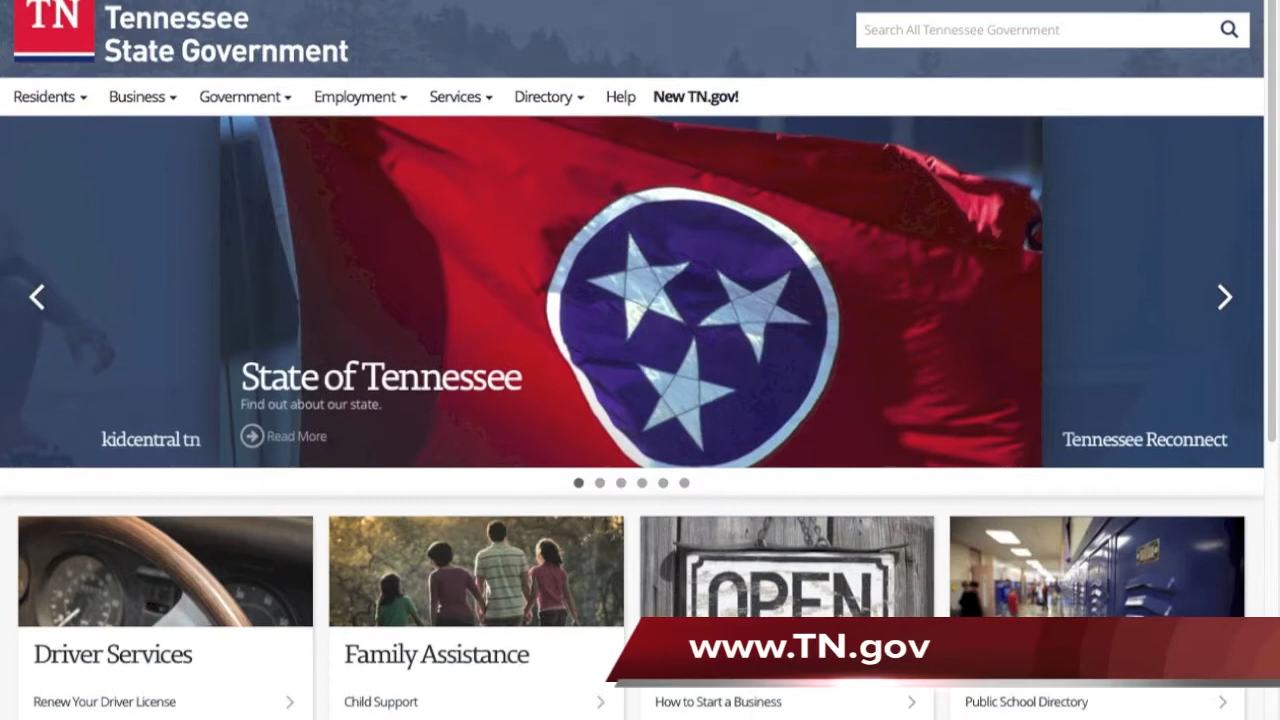 TN
Tennessee
State Government
Search All Tennessee Government
Residents
Business
Government
Employment
Services
Directory
Help
New TN.gov!
State of Tennessee
Find out about our state.
Read More
kidcentral tn
Tennessee Reconnect
OPEN
www.TN.gov
Driver Services
Family Assistance
Renew Your Driver License
Child Support
How to Start a Business
Public School Directory